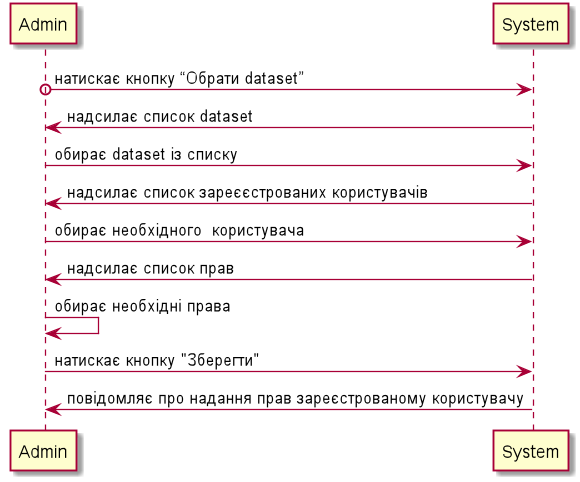 Admin
System
натискає кнопку “Обрати dataset”
надсилає список dataset
обирає dataset із списку
надсилає список зареєєстрованих користувачів
обирає необхідного  користувача
надсилає список прав
обирає необхідні права
натискає кнопку "Зберегти"
повідомляє про надання прав зареєстрованому користувачу
Admin
System